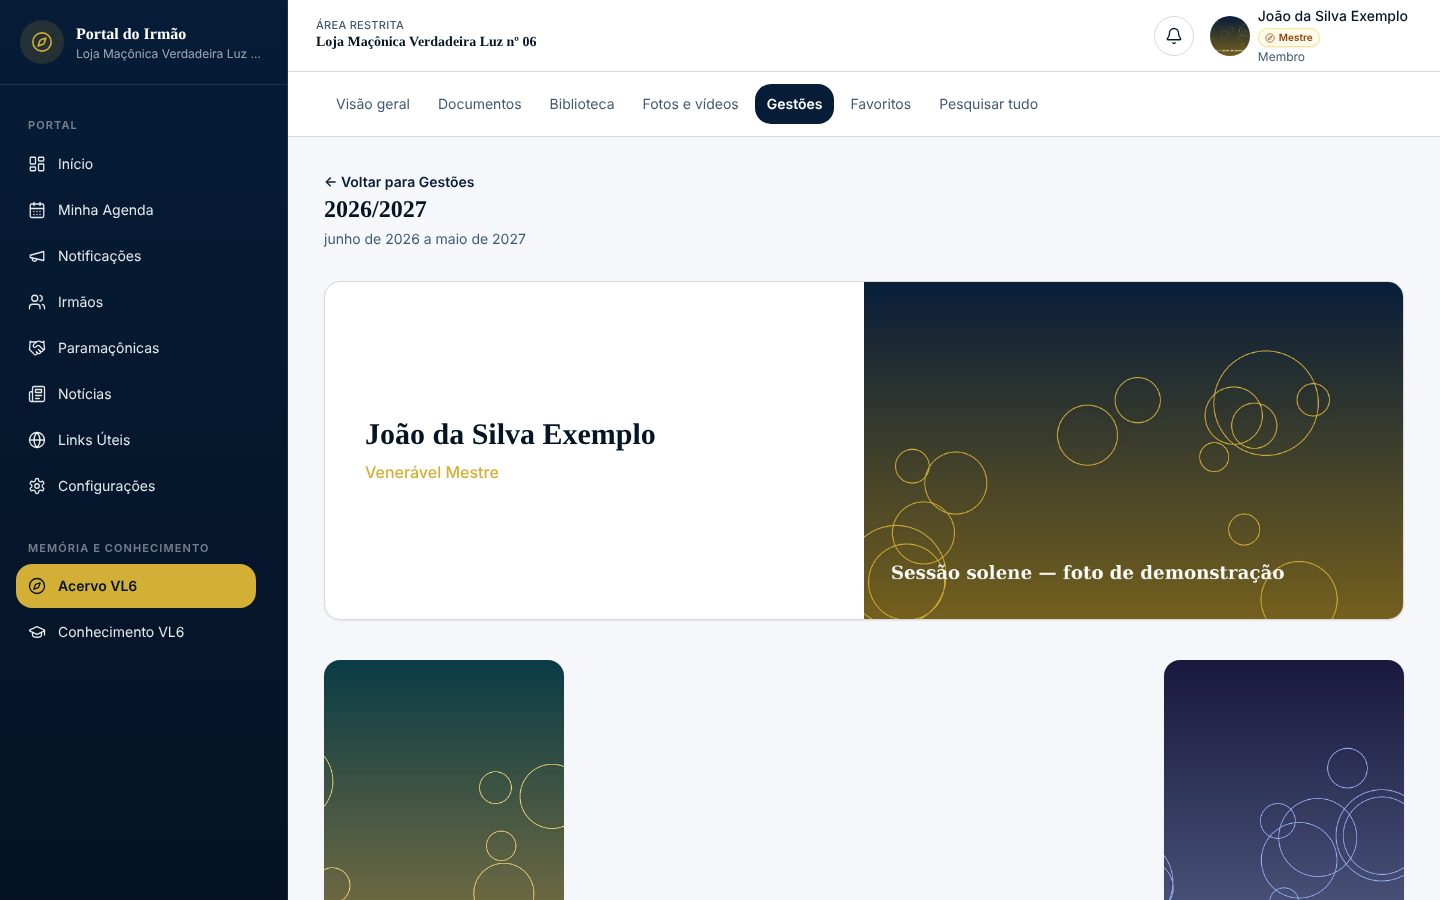 Portal do Irmão
Loja Maçônica Verdadeira Luz ...
PORTAL
Início
Minha Agenda
Notificações
Irmãos
Paramaçônicas
Notícias
Links Úteis
Configurações
MEMÓRIA E CONHECIMENTO
Acervo VL6
Conhecimento VL6
ÁREA RESTRITA
Loja Maçônica Verdadeira Luz nº 06
João da Silva Exemplo
Mestre
Membro
Visão geral
Documentos
Biblioteca
Fotos e vídeos
Gestões
Favoritos
Pesquisar tudo
← Voltar para Gestões
2026/2027
junho de 2026 a maio de 2027
João da Silva Exemplo
Venerável Mestre
Sessão solene — foto de demonstração